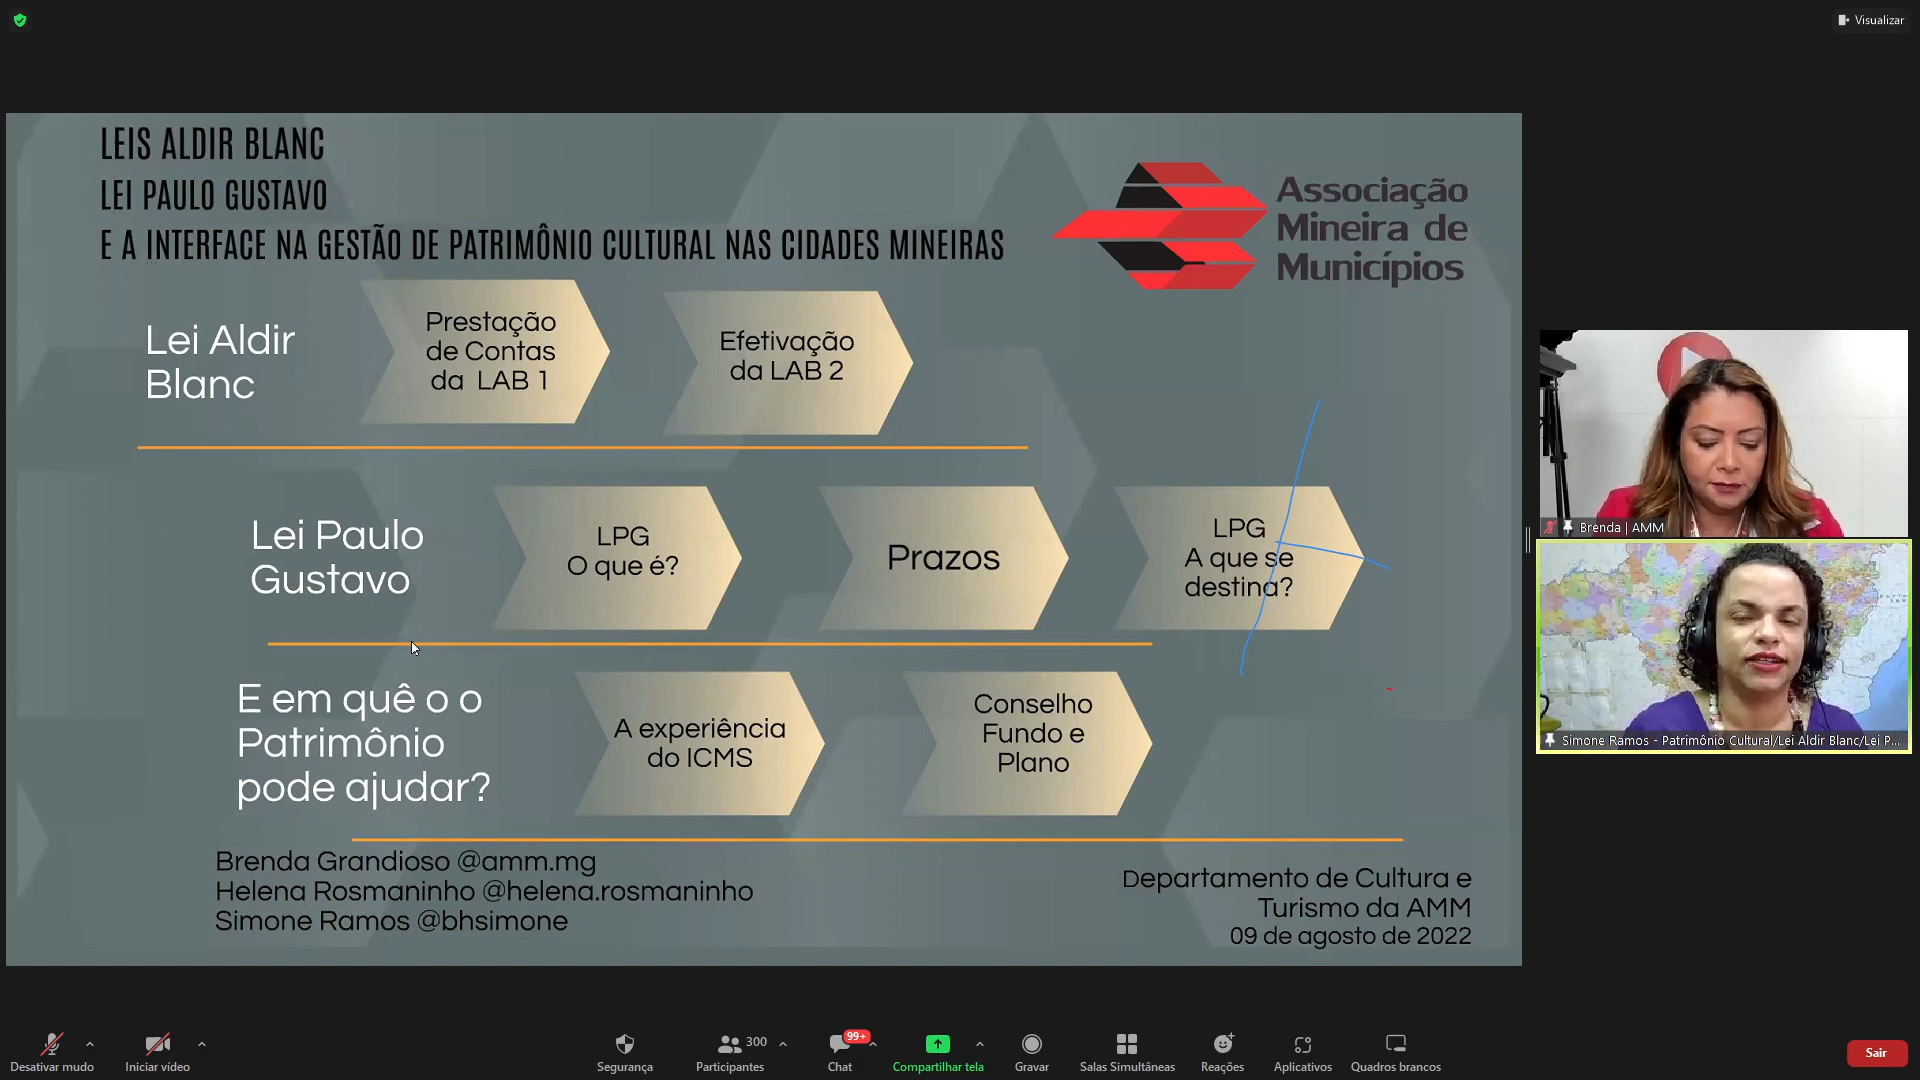 Visualizar
LEIS ALDIR BLANC
LEI PAULO GUSTAVO
E A INTERFACE NA GESTÃO DE PATRIMÔNIO CULTURAL NAS CIDADES MINEIRAS
Associação
Mineira de
Municípios
Lei Aldir
Blanc
Prestação
de Contas
da LAB 1
Efetivação
da LAB 2
Lei Paulo
Gustavo
LPG
O que é?
Prazos
LPG
A que se
destina?
E em quê o o
Patrimônio
pode ajudar?
A experiência
do ICMS
Conselho
Fundo e
Plano
Brenda Grandioso @amm.mg
Helena Rosmaninho @helena.rosmaninho
Simone Ramos @bhsimone
Departamento de Cultura e
Turismo da AMM
09 de agosto de 2022
Brenda | AMM
Simone Ramos - Patrimônio Cultural/Lei Aldir Blanc/Lei P...
Desativar mudo
Iniciar vídeo
Segurança
300
Participantes
99+
Chat
Compartilhar tela
Gravar
Salas Simultâneas
Reações
Aplicativos
Quadros brancos
Sair